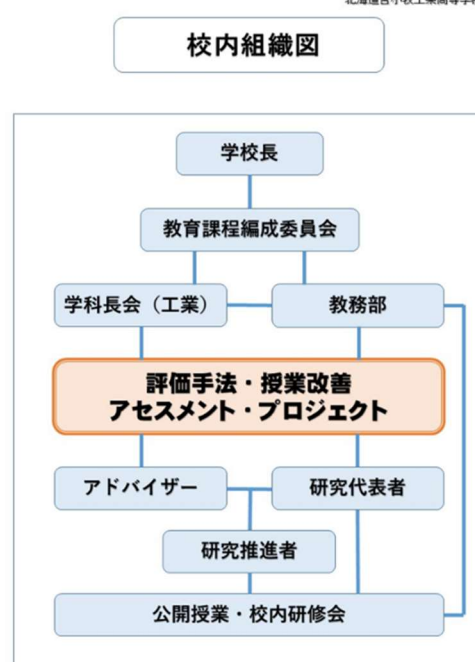 校内組織図
学校長
教育課程編成委員会
学科長会（工業） 教務部
評価手法・授業改善
アセスメント・プロジェクト
アドバイザー 研究代表者
研究推進者
公開授業・校内研修会